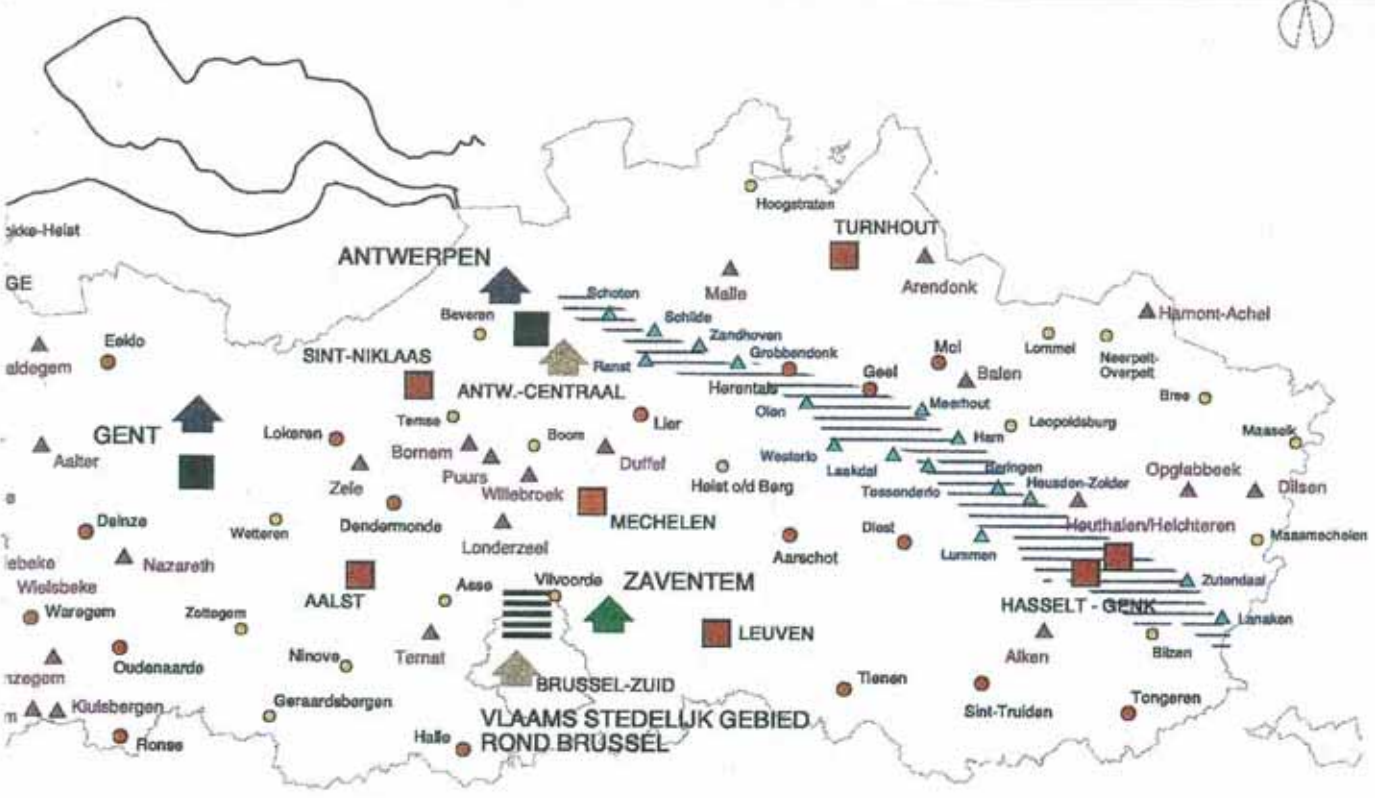 Hoogstraten
TURNHOUT
okke-Heist
ANTWERPEN
GE
Arendonk
Malle
Schoten
Hamont-Achel
Beveren
Schilde
Zandhoven
Eeklo
aldegem
SINT-NIKLAAS
Ranst
Grobbendonk
Mol
Lommel
Neerpelt-
Overpelt
ANTW.-CENTRAAL
Herentals
Geel
Balen
Bree
Temse
Lier
Olen
Meerhout
Leopoldsburg
GENT
Lokeren
Boom
Ham
Maaseik
Aalter
Bornem
Duffel
Westerlo
Laakdal
Beringen
Zele
Puurs
Willebroek
Heist o/d Berg
Tessenderlo
Heusden-Zolder
Opglabbeek
Dilsen
Deinze
Wetteren
Dendermonde
MECHELEN
Diest
Houthalen/Helchteren
Maasmechelen
Londerzeel
Aarschot
Lummen
lebeke
Nazareth
Wielsbeke
Asse
Vilvoorde
ZAVENTEM
Zutendaal
AALST
HASSELT - GENK
Waregem
Zottegem
LEUVEN
Lanaken
Oudenaarde
Ninove
Ternat
Alken
Bilzen
nzegem
BRUSSEL-ZUID
Tienen
Kluisbergen
Geraardsbergen
Sint-Truiden
Tongeren
m
VLAAMS STEDELIJK GEBIED
ROND BRUSSEL
Ronse
Halle